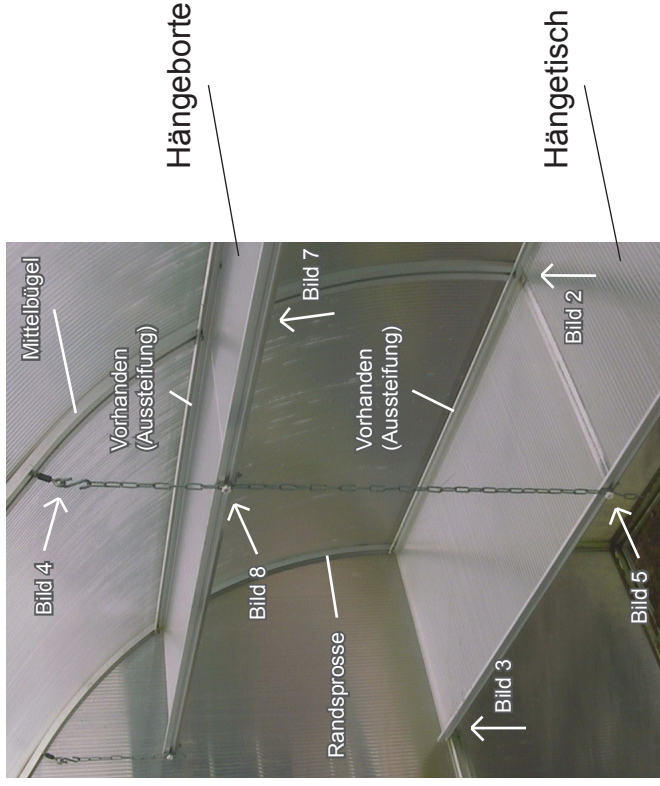 Hängeborte
Hängetisch
Mittelbügel
Vorhanden
(Aussteifung)
Bild 7
Vorhanden
(Aussteifung)
Bild 2
Bild 4
Bild 8
Randsprosse
Bild 3
Bild 5